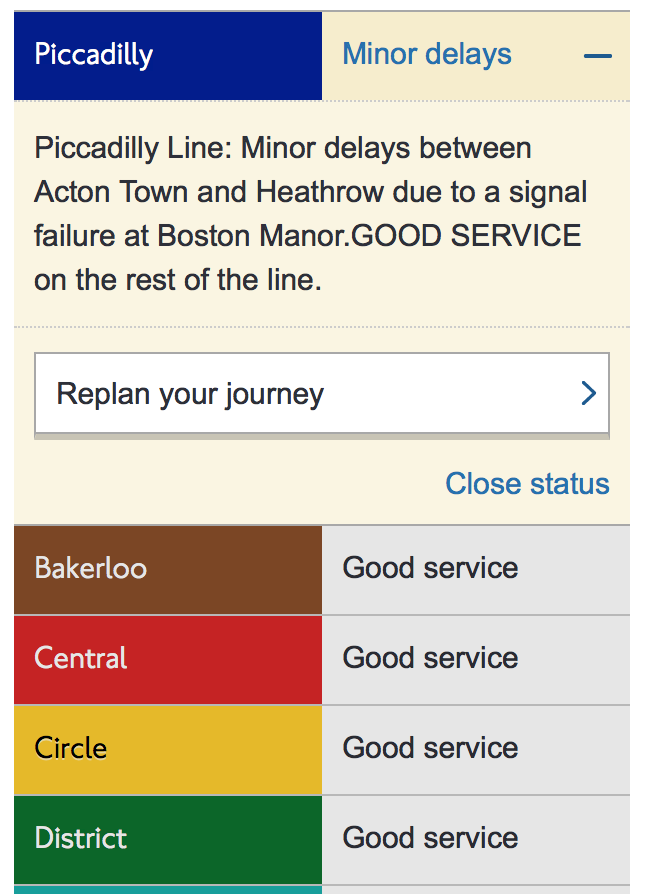 Piccadilly
Minor delays
Piccadilly Line: Minor delays between
Acton Town and Heathrow due to a signal
failure at Boston Manor.GOOD SERVICE
on the rest of the line.
Replan your journey
Close status
Bakerloo
Good service
Central
Good service
Circle
Good service
District
Good service